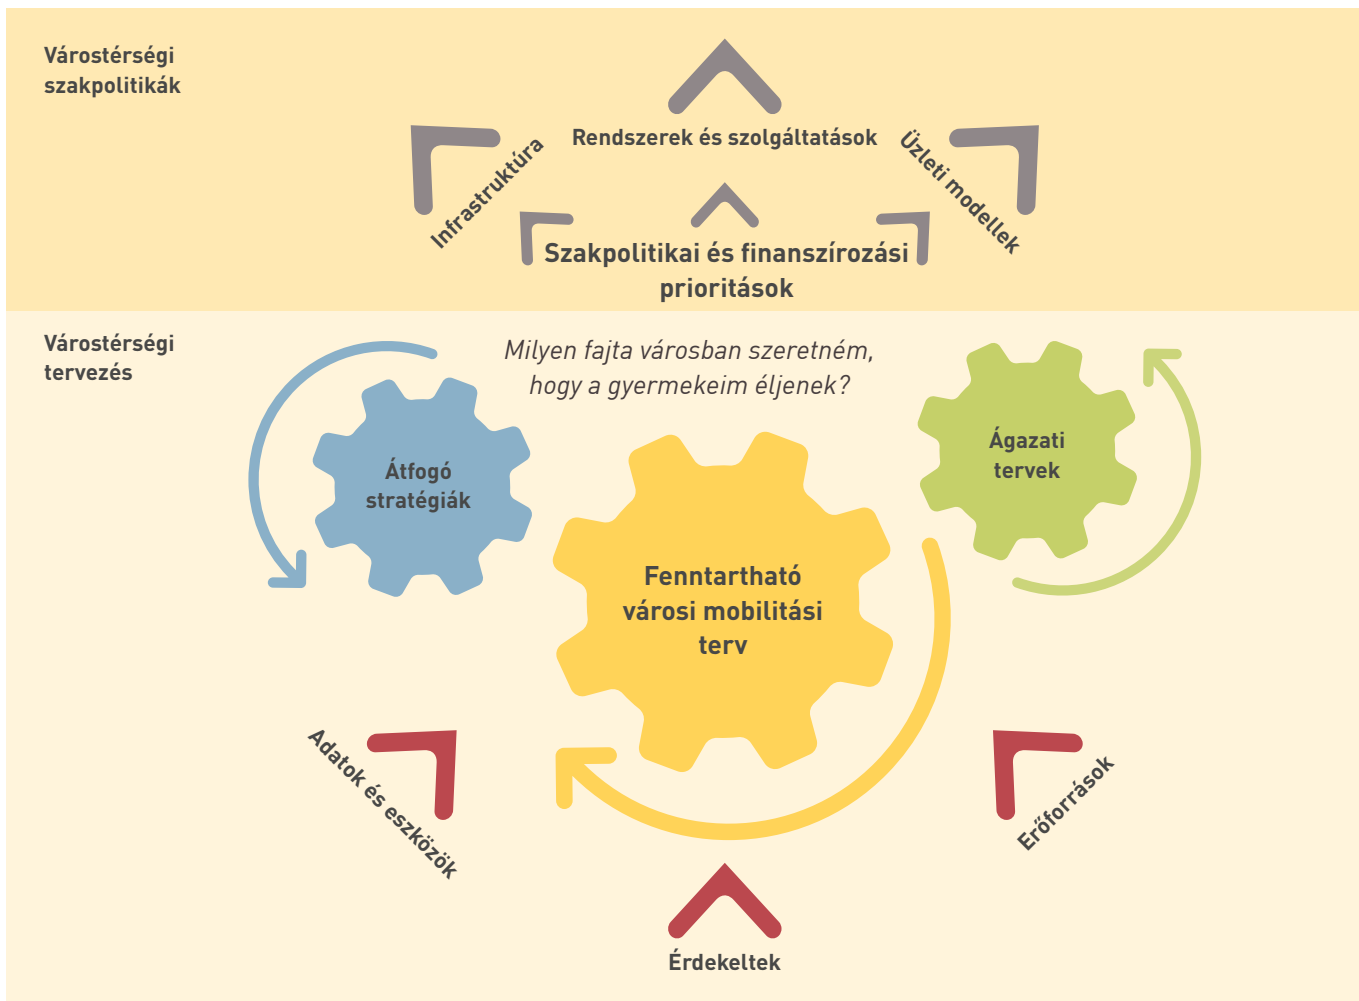 Várostérségi
szakpolitikák
Rendszerek és szolgáltatások
Infrastruktúra
Üzleti modellek
Szakpolitikai és finanszírozási
prioritások
Várostérségi
tervezés
Milyen fajta városban szeretném,
hogy a gyermekeim éljenek?
Átfogó
stratégiák
Ágazati
tervek
Fenntartható
városi mobilitási
terv
Adatok és eszközök
Erőforrások
Érdekeltek